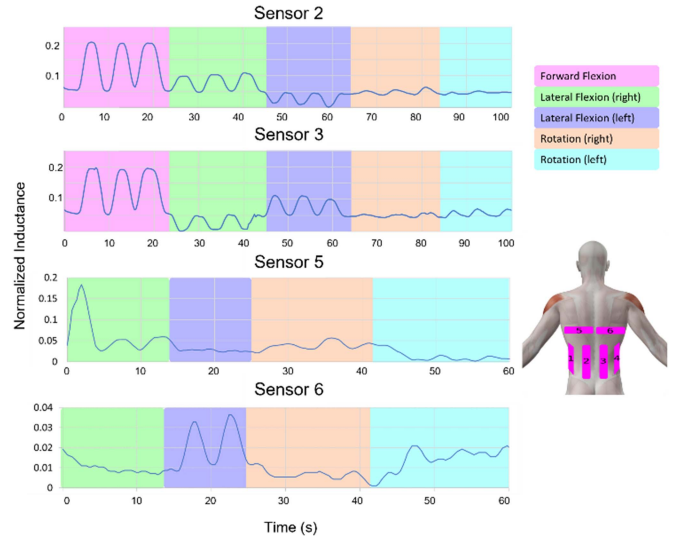 Sensor 2
0.2
0.1
0 10 20 30 40 50 60 70 80 90 100
Sensor 3
0.2
0.1
0 10 20 30 40 50 60 70 80 90 100
Sensor 5
0.2
0.15
0.1
0.05
0
0 10 20 30 40 50 60
Sensor 6
0.04
0.03
0.02
0.01
0
0 10 20 30 40 50 60
Time (s)
Normalized Inductance
Forward Flexion
Lateral Flexion (right)
Lateral Flexion (left)
Rotation (right)
Rotation (left)
5 6
1 2 3 4